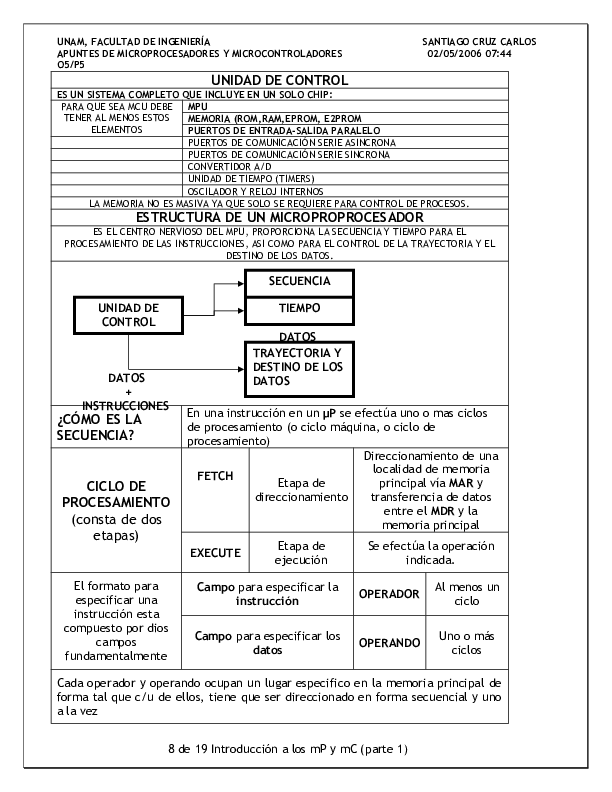 UNAM, FACULTAD DE INGENIERÍA SANTIAGO CRUZ CARLOS
APUNTES DE MICROPROCESADORES Y MICROCONTROLADORES 02/05/2006 07:44
O5/P5
UNIDAD DE CONTROL
ES UN SISTEMA COMPLETO QUE INCLUYE EN UN SOLO CHIP:
PARA QUE SEA MCU DEBE
TENER AL MENOS ESTOS
ELEMENTOS
MPU
MEMORIA (ROM,RAM,EPROM, E2PROM
PUERTOS DE ENTRADA-SALIDA PARALELO
PUERTOS DE COMUNICACIÓN SERIE ASINCRONA
PUERTOS DE COMUNICACIÓN SERIE SÍNCRONA
CONVERTIDOR A/D
UNIDAD DE TIEMPO (TIMERS)
OSCILADOR Y RELOJ INTERNOS
LA MEMORIA NO ES MASIVA YA QUE SOLO SE REQUIERE PARA CONTROL DE PROCESOS.
ESTRUCTURA DE UN MICROPROPROCESADOR
ES EL CENTRO NERVIOSO DEL MPU, PROPORCIONA LA SECUENCIA Y TIEMPO PARA EL
PROCESAMIENTO DE LAS INSTRUCCIONES, ASI COMO PARA EL CONTROL DE LA TRAYECTORIA Y EL
DESTINO DE LOS DATOS.
UNIDAD DE
CONTROL
SECUENCIA
TIEMPO
DATOS
TRAYECTORIA Y
DESTINO DE LOS
DATOS
DATOS
+
INSTRUCCIONES
¿CÓMO ES LA
SECUENCIA?
En una instrucción en un µP se efectúa uno o mas ciclos
de procesamiento (o ciclo máquina, o ciclo de
procesamiento)
CICLO DE
PROCESAMIENTO
(consta de dos
etapas)
FETCH
Etapa de
direccionamiento
Direccionamiento de una
localidad de memoria
principal vía MAR y
transferencia de datos
entre el MDR y la
memoria principal
EXECUTE
Etapa de
ejecución
Se efectúa la operación
indicada.
El formato para
especificar una
instrucción esta
compuesto por dios
campos
fundamentalmente
Campo para especificar la
instrucción
OPERADOR
Al menos un
ciclo
Campo para especificar los
datos
OPERANDO
Uno o más
ciclos
Cada operador y operando ocupan un lugar especifico en la memoria principal de
forma tal que c/u de ellos, tiene que ser direccionado en forma secuencial y uno
a la vez
8 de 19 Introducción a los mP y mC (parte 1)